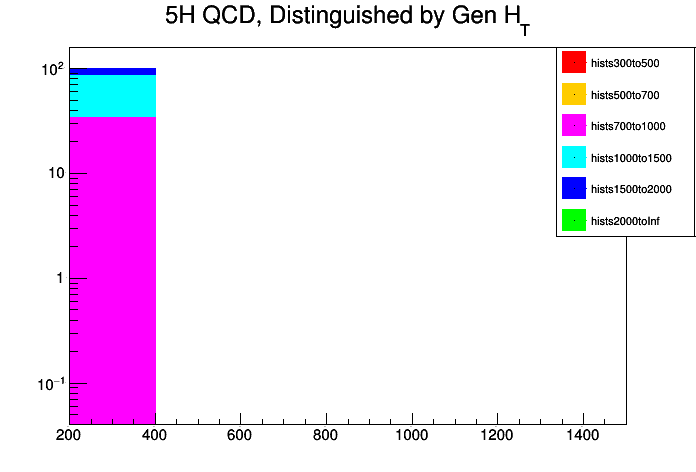 5H QCD, Distinguished by Gen H_T
10²
10
1
10⁻¹
200 400 600 800 1000 1200 1400
hists300to500
hists500to700
hists700to1000
hists1000to1500
hists1500to2000
hists2000toInf